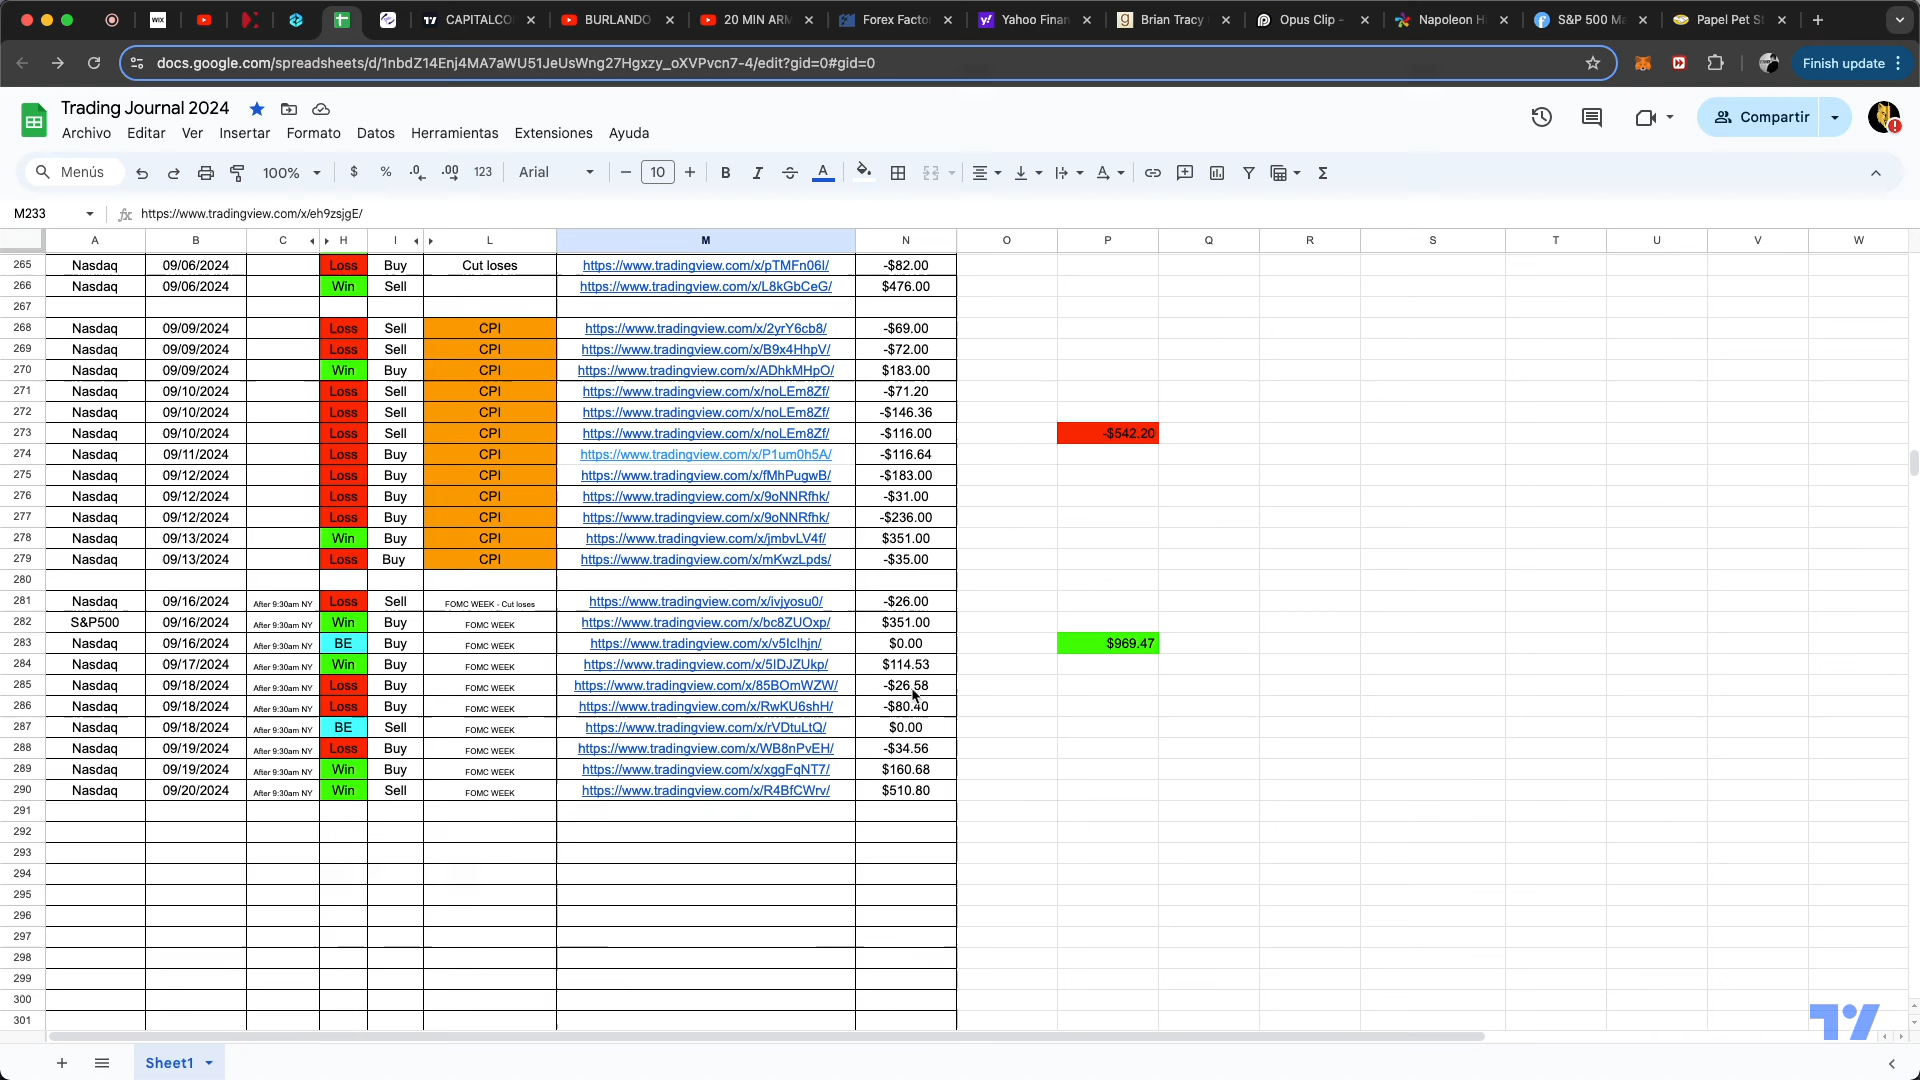 WIX CAPITALCO BURLANDO 20 MIN ARM Forex Facto Yahoo Finan Brian Tracy Opus Clip - Napoleon H S&P 500 Ma Papel Pet S
docs.google.com/spreadsheets/d/1nbdZ14Enj4MA7aWU51JeUsWng27Hgxzy_oXVPvcn7-4/edit?gid=0#gid=0 Finish update
Trading Journal 2024
Archivo Editar Ver Insertar Formato Datos Herramientas Extensiones Ayuda Compartir
Menús 100% $ % .0 .00 123 Arial 10 B I S A Σ
M233 fx https://www.tradingview.com/x/eh9zsjgE/
A B C H I L M N O P Q R S T U V W
265 Nasdaq 09/06/2024 Loss Buy Cut loses https://www.tradingview.com/x/pTMFn06l/ -$82.00
266 Nasdaq 09/06/2024 Win Sell https://www.tradingview.com/x/L8kGbCeG/ $476.00
267
268 Nasdaq 09/09/2024 Loss Sell CPI https://www.tradingview.com/x/2yrY6cb8/ -$69.00
269 Nasdaq 09/09/2024 Loss Sell CPI https://www.tradingview.com/x/B9x4HhpV/ -$72.00
270 Nasdaq 09/09/2024 Win Buy CPI https://www.tradingview.com/x/ADhkMHpO/ $183.00
271 Nasdaq 09/10/2024 Loss Sell CPI https://www.tradingview.com/x/noLEm8Zf/ -$71.20
272 Nasdaq 09/10/2024 Loss Sell CPI https://www.tradingview.com/x/noLEm8Zf/ -$146.36
273 Nasdaq 09/10/2024 Loss Sell CPI https://www.tradingview.com/x/noLEm8Zf/ -$116.00 -$542.20
274 Nasdaq 09/11/2024 Loss Buy CPI https://www.tradingview.com/x/P1um0h5A/ -$116.64
275 Nasdaq 09/12/2024 Loss Buy CPI https://www.tradingview.com/x/fMhPugwB/ -$183.00
276 Nasdaq 09/12/2024 Loss Buy CPI https://www.tradingview.com/x/9oNNRfhk/ -$31.00
277 Nasdaq 09/12/2024 Loss Buy CPI https://www.tradingview.com/x/9oNNRfhk/ -$236.00
278 Nasdaq 09/13/2024 Win Buy CPI https://www.tradingview.com/x/jmbvLV4f/ $351.00
279 Nasdaq 09/13/2024 Loss Buy CPI https://www.tradingview.com/x/mKwzLpds/ -$35.00
280
281 Nasdaq 09/16/2024 After 9:30am NY Loss Sell FOMC WEEK - Cut loses https://www.tradingview.com/x/ivjyosu0/ -$26.00
282 S&P500 09/16/2024 After 9:30am NY Win Buy FOMC WEEK https://www.tradingview.com/x/bc8ZUOxp/ $351.00
283 Nasdaq 09/16/2024 After 9:30am NY BE Buy FOMC WEEK https://www.tradingview.com/x/v5IcIhjn/ $0.00 $969.47
284 Nasdaq 09/17/2024 After 9:30am NY Win Buy FOMC WEEK https://www.tradingview.com/x/5IDJZUkp/ $114.53
285 Nasdaq 09/18/2024 After 9:30am NY Loss Buy FOMC WEEK https://www.tradingview.com/x/85BOmWZW/ -$26.58
286 Nasdaq 09/18/2024 After 9:30am NY Loss Buy FOMC WEEK https://www.tradingview.com/x/RwKU6shH/ -$80.40
287 Nasdaq 09/18/2024 After 9:30am NY BE Sell FOMC WEEK https://www.tradingview.com/x/rVDtuLtQ/ $0.00
288 Nasdaq 09/19/2024 After 9:30am NY Loss Buy FOMC WEEK https://www.tradingview.com/x/WB8nPvEH/ -$34.56
289 Nasdaq 09/19/2024 After 9:30am NY Win Buy FOMC WEEK https://www.tradingview.com/x/xggFqNT7/ $160.68
290 Nasdaq 09/20/2024 After 9:30am NY Win Sell FOMC WEEK https://www.tradingview.com/x/R4BfCWrv/ $510.80
291
292
293
294
295
296
297
298
299
300
301
Sheet1